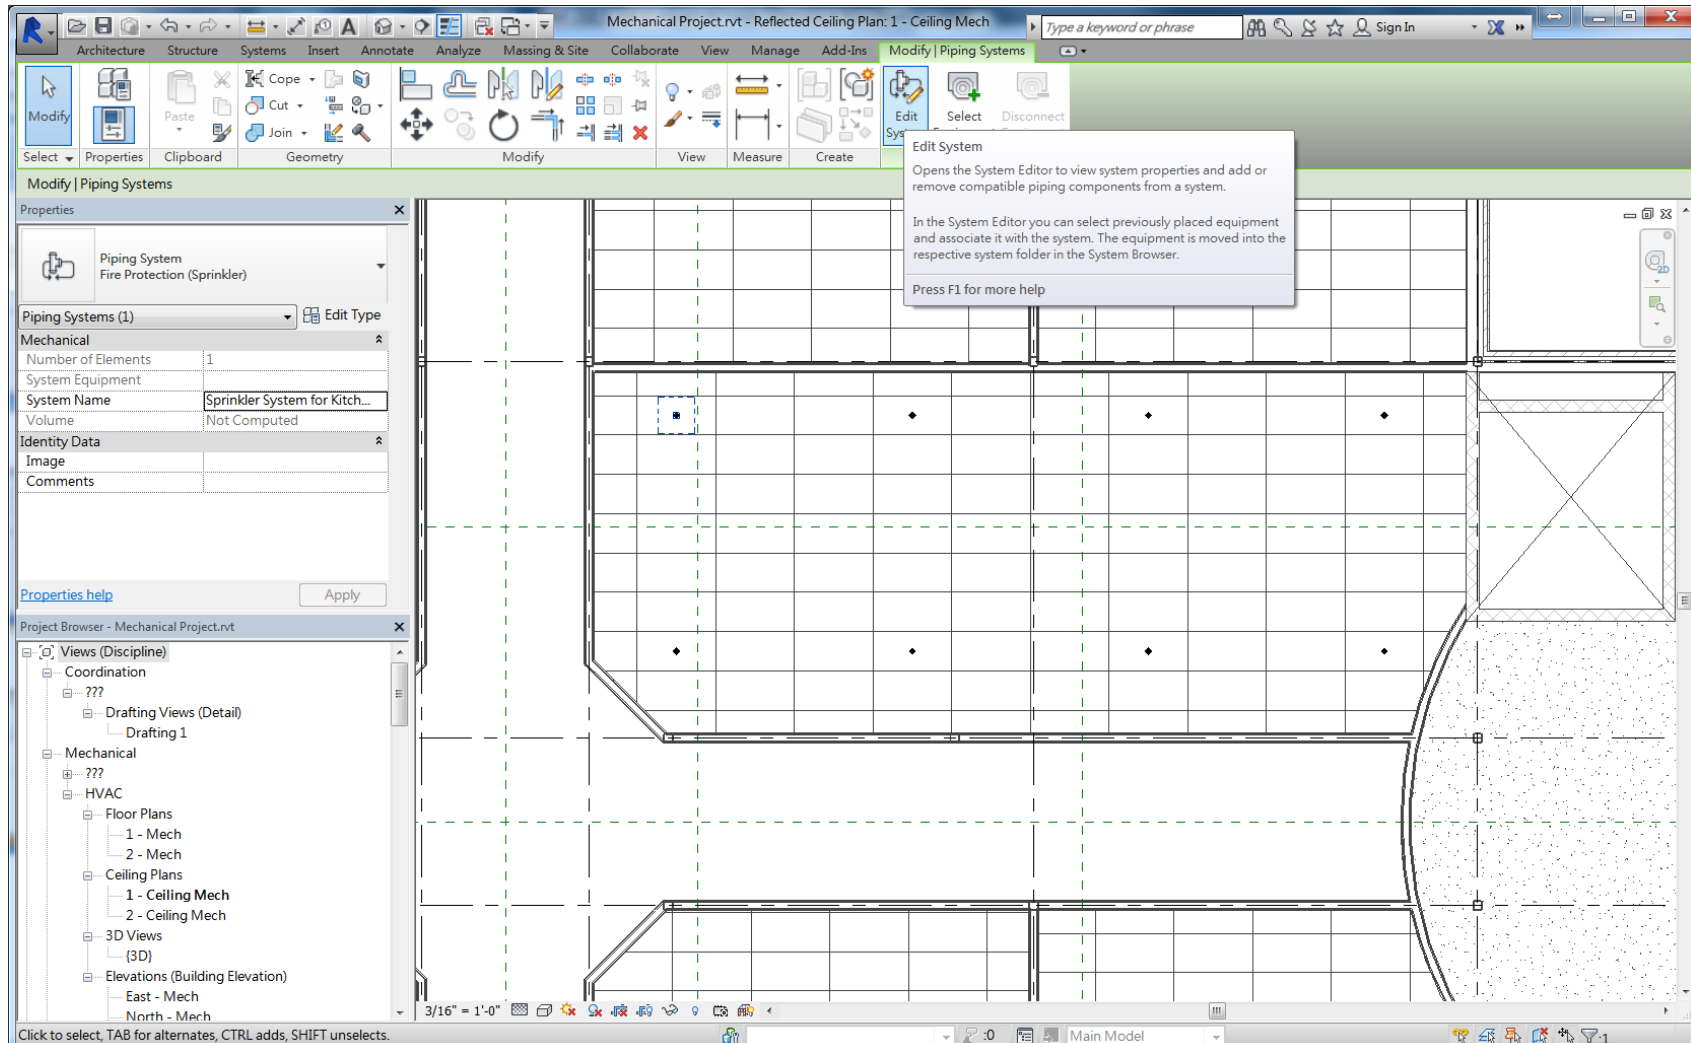 Mechanical Project.rvt - Reflected Ceiling Plan: 1 - Ceiling Mech
Type a keyword or phrase
Sign In
Architecture Structure Systems Insert Annotate Analyze Massing & Site Collaborate View Manage Add-Ins Modify | Piping Systems
Modify
Paste
Cope
Cut
Join
Edit
Select
Disconnect
Select Properties Clipboard Geometry Modify View Measure Create
Edit System
Opens the System Editor to view system properties and add or
remove compatible piping components from a system.
In the System Editor you can select previously placed equipment
and associate it with the system. The equipment is moved into the
respective system folder in the System Browser.
Press F1 for more help
Modify | Piping Systems
Properties
Piping System
Fire Protection (Sprinkler)
Piping Systems (1)
Edit Type
Mechanical
Number of Elements 1
System Equipment
System Name Sprinkler System for Kitch...
Volume Not Computed
Identity Data
Image
Comments
Properties help
Apply
Project Browser - Mechanical Project.rvt
Views (Discipline)
Coordination
???
Drafting Views (Detail)
Drafting 1
Mechanical
???
HVAC
Floor Plans
1 - Mech
2 - Mech
Ceiling Plans
1 - Ceiling Mech
2 - Ceiling Mech
3D Views
{3D}
Elevations (Building Elevation)
East - Mech
North - Mech
2D
3/16" = 1'-0"
Click to select, TAB for alternates, CTRL adds, SHIFT unselects.
:0
Main Model
:1